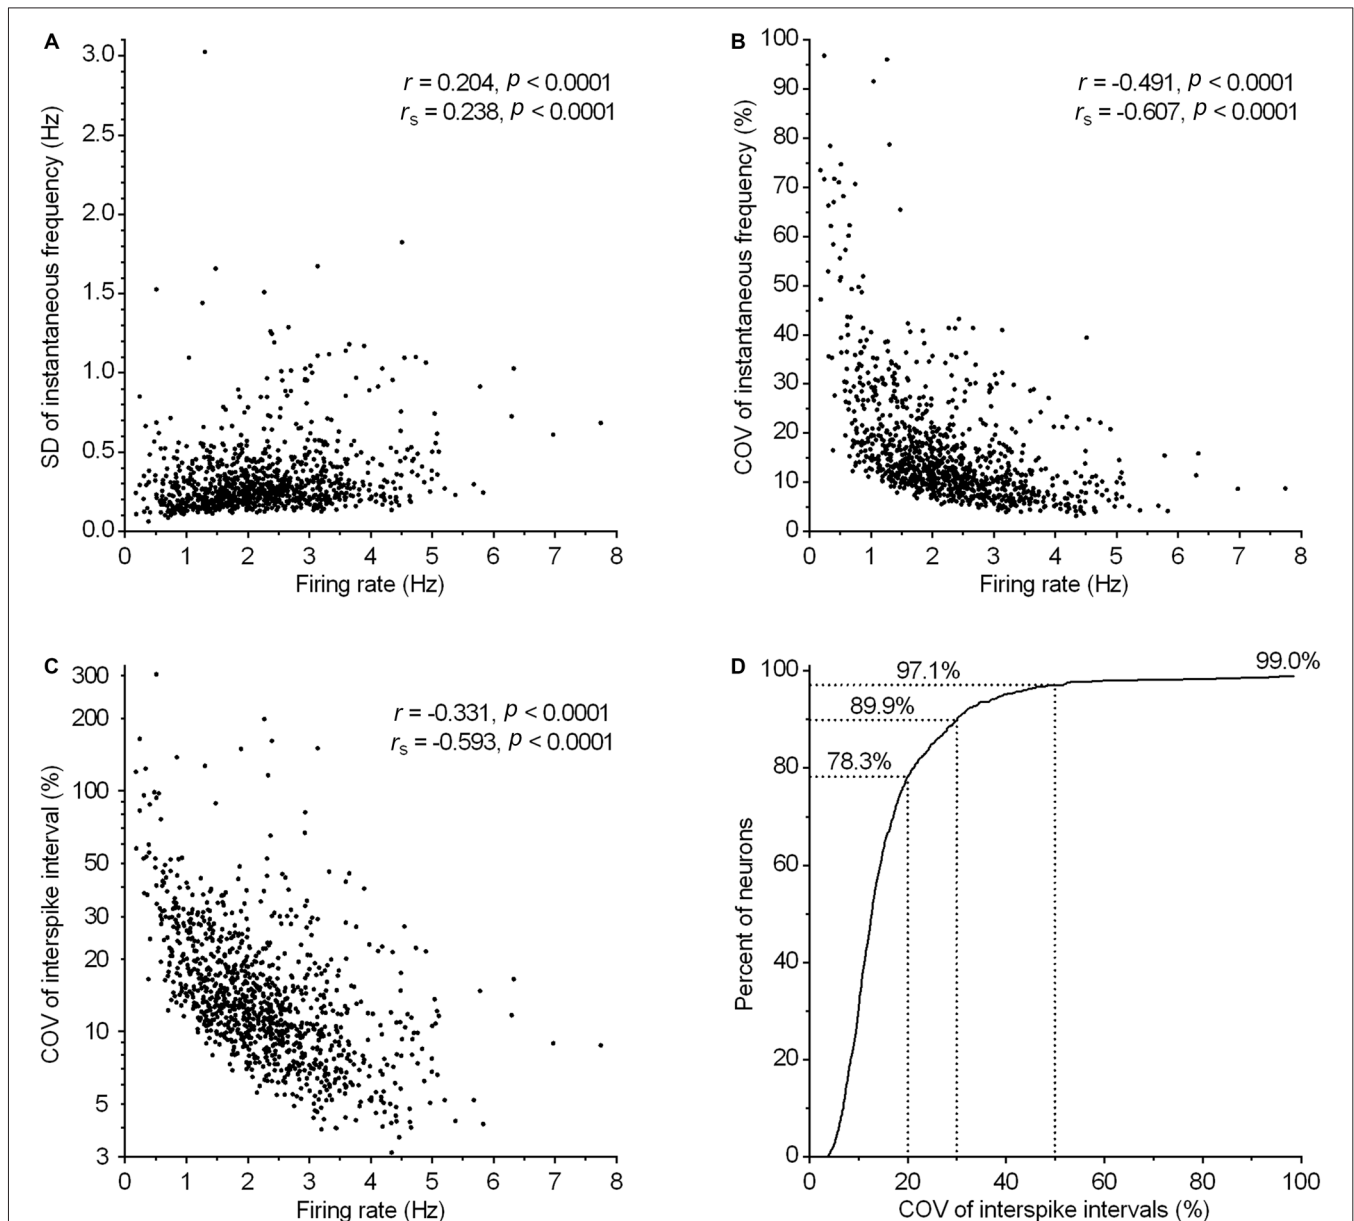 A
3.0
2.5
2.0
1.5
1.0
0.5
0.0
SD of instantaneous frequency (Hz)
r = 0.204, p < 0.0001
rs = 0.238, p < 0.0001
0 1 2 3 4 5 6 7 8
Firing rate (Hz)
B
100
90
80
70
60
50
40
30
20
10
0
COV of instantaneous frequency (%)
r = -0.491, p < 0.0001
rs = -0.607, p < 0.0001
0 1 2 3 4 5 6 7 8
Firing rate (Hz)
C
300
200
100
50
30
20
10
5
3
COV of interspike interval (%)
r = -0.331, p < 0.0001
rs = -0.593, p < 0.0001
0 1 2 3 4 5 6 7 8
Firing rate (Hz)
D
100
80
60
40
20
0
Percent of neurons
97.1%
99.0%
89.9%
78.3%
0 20 40 60 80 100
COV of interspike intervals (%)